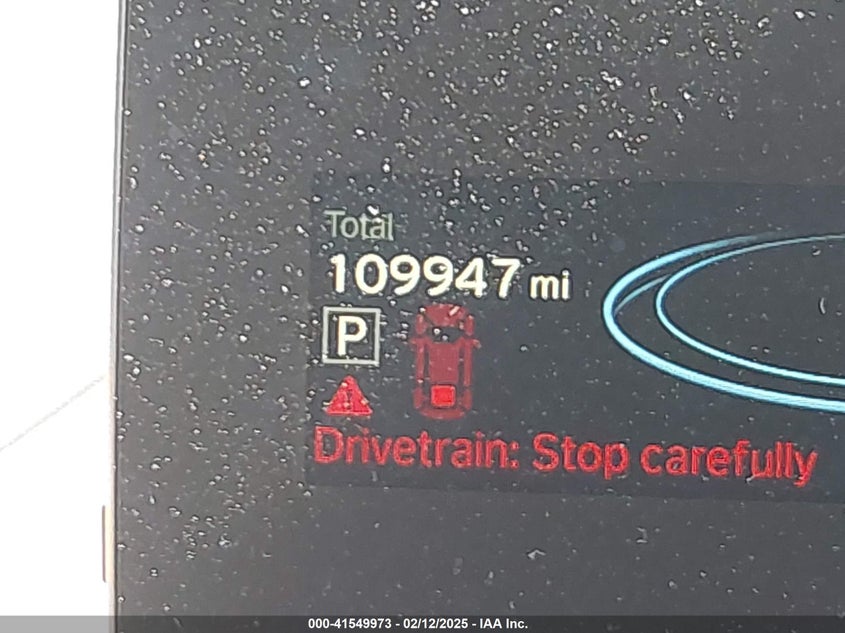 Total
109947 mi
P
Drivetrain: Stop carefully
000-41549973 - 02/12/2025 - IAA Inc.